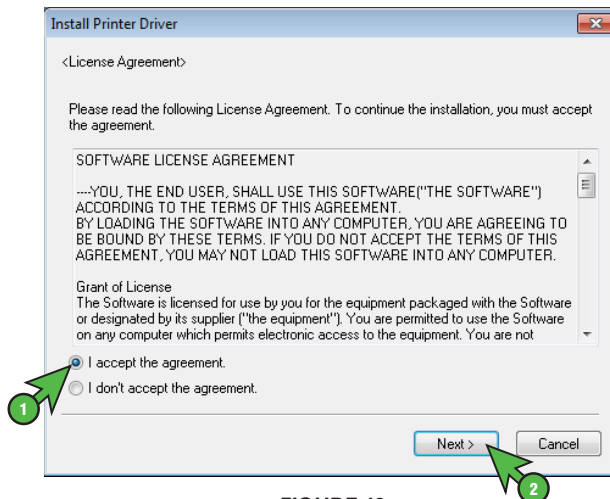 Install Printer Driver
<License Agreement>
Please read the following License Agreement. To continue the installation, you must accept
the agreement.
SOFTWARE LICENSE AGREEMENT
----YOU, THE END USER, SHALL USE THIS SOFTWARE("THE SOFTWARE")
ACCORDING TO THE TERMS OF THIS AGREEMENT.
BY LOADING THE SOFTWARE INTO ANY COMPUTER, YOU ARE AGREEING TO
BE BOUND BY THESE TERMS. IF YOU DO NOT ACCEPT THE TERMS OF THIS
AGREEMENT, YOU MAY NOT LOAD THIS SOFTWARE INTO ANY COMPUTER.
Grant of License
The Software is licensed for use by you for the equipment packaged with the Software
or designated by its supplier ("the equipment"). You are permitted to use the Software
on any computer which permits electronic access to the equipment. You are not
I accept the agreement.
1
I don't accept the agreement.
Next > Cancel
2